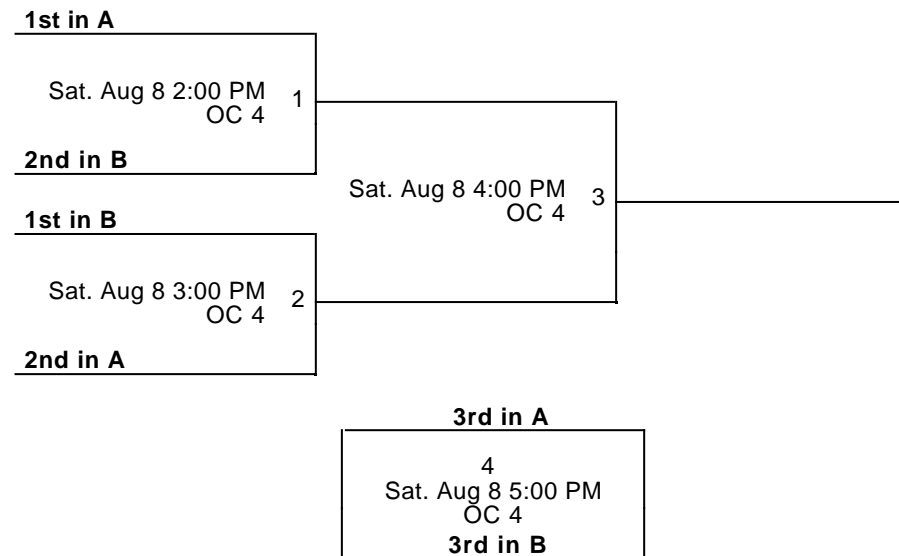 1st in A
Sat. Aug 8 2:00 PM 1
OC 4
2nd in B
Sat. Aug 8 4:00 PM 3
OC 4
1st in B
Sat. Aug 8 3:00 PM 2
OC 4
2nd in A
3rd in A
4
Sat. Aug 8 5:00 PM
OC 4
3rd in B